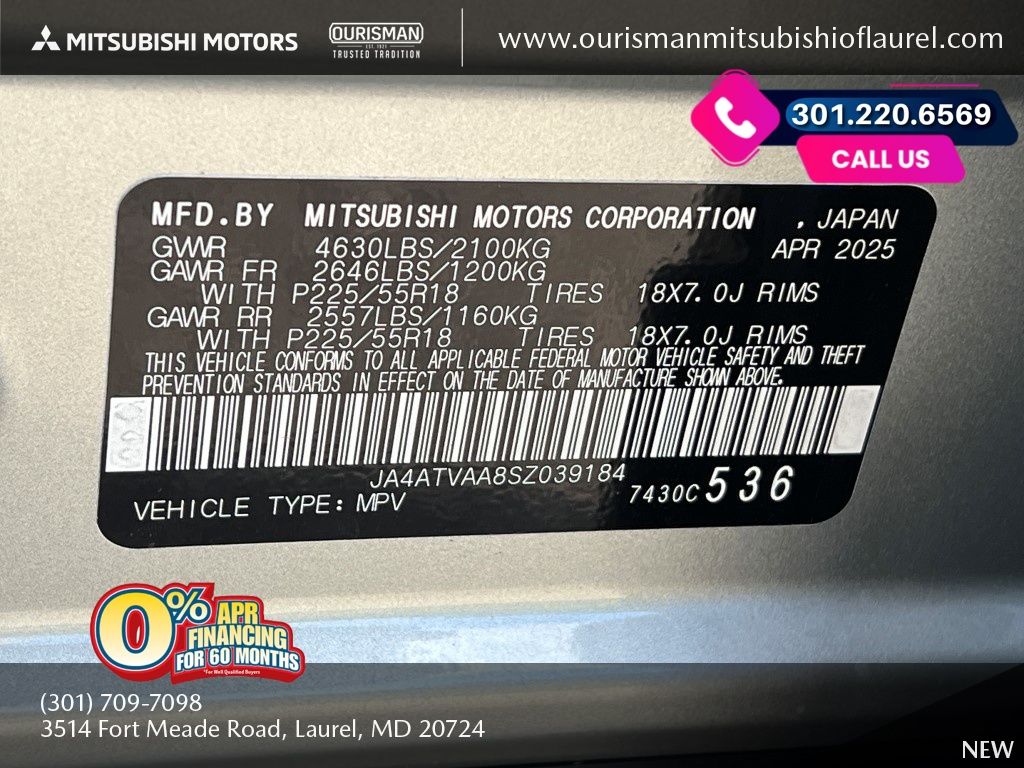 MITSUBISHI MOTORS
OURISMAN
EST. 1921
TRUSTED TRADITION
www.ourismanmitsubishioflaurel.com
301.220.6569
CALL US
MFD.BY MITSUBISHI MOTORS CORPORATION , JAPAN
GVWR 4630LBS/2100KG APR 2025
GAWR FR 2646LBS/1200KG
WITH P225/55R18 TIRES 18X7.0J RIMS
GAWR RR 2557LBS/1160KG
WITH P225/55R18 TIRES 18X7.0J RIMS
THIS VEHICLE CONFORMS TO ALL APPLICABLE FEDERAL MOTOR VEHICLE SAFETY AND THEFT
PREVENTION STANDARDS IN EFFECT ON THE DATE OF MANUFACTURE SHOWN ABOVE.
JA4ATVAA8SZ039184
VEHICLE TYPE: MPV 7430C 536
0% APR
FINANCING
FOR 60 MONTHS
*For Well Qualified Buyers
(301) 709-7098
3514 Fort Meade Road, Laurel, MD 20724
NEW